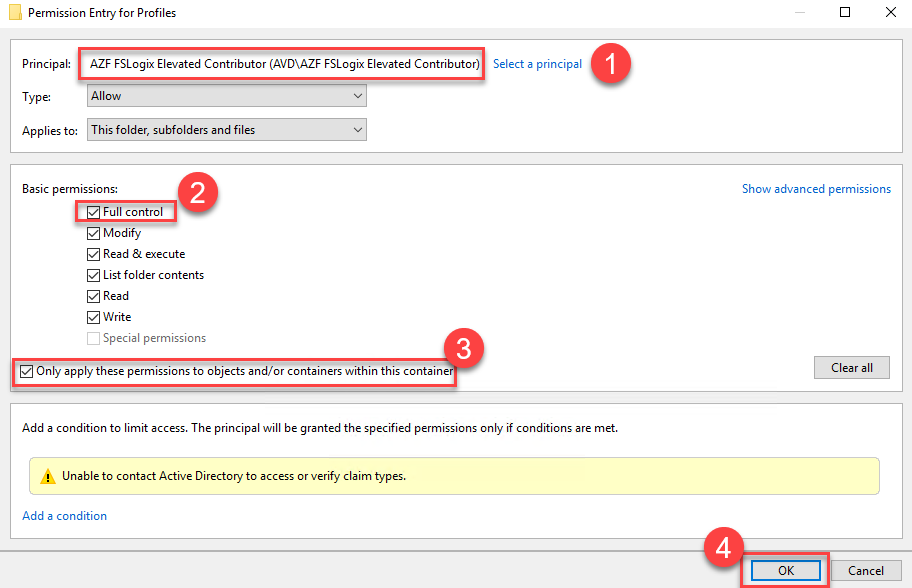 Permission Entry for Profiles
Principal: AZF FSLogix Elevated Contributor (AVD\AZF FSLogix Elevated Contributor) Select a principal 1
Type: Allow
Applies to: This folder, subfolders and files
Basic permissions: Show advanced permissions
2
Full control
Modify
Read & execute
List folder contents
Read
Write
Special permissions
3
Only apply these permissions to objects and/or containers within this container
Clear all
Add a condition to limit access. The principal will be granted the specified permissions only if conditions are met.
Unable to contact Active Directory to access or verify claim types.
Add a condition
4
OK Cancel